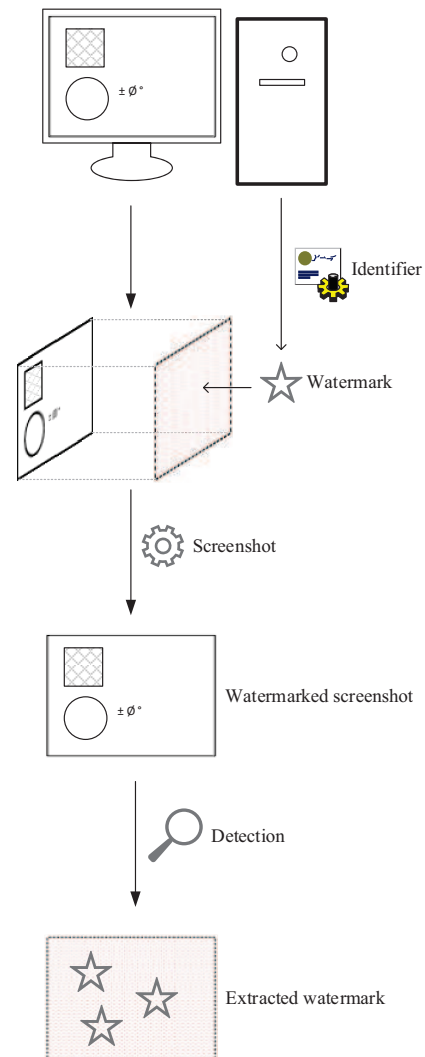 ± Ø °
Identifier
Watermark
Screenshot
Watermarked screenshot
± Ø °
Detection
Extracted watermark